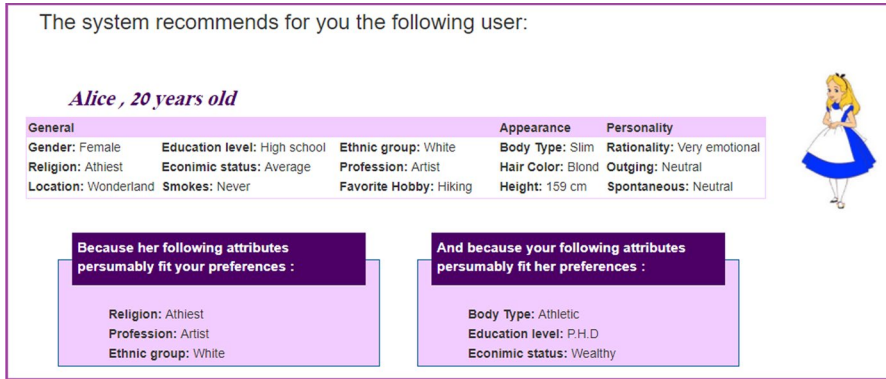 The system recommends for you the following user:
Alice , 20 years old
General Appearance Personality
Gender: Female Education level: High school Ethnic group: White Body Type: Slim Rationality: Very emotional
Religion: Athiest Econimic status: Average Profession: Artist Hair Color: Blond Outging: Neutral
Location: Wonderland Smokes: Never Favorite Hobby: Hiking Height: 159 cm Spontaneous: Neutral
Because her following attributes
persumably fit your preferences :
Religion: Athiest
Profession: Artist
Ethnic group: White
And because your following attributes
persumably fit her preferences :
Body Type: Athletic
Education level: P.H.D
Econimic status: Wealthy